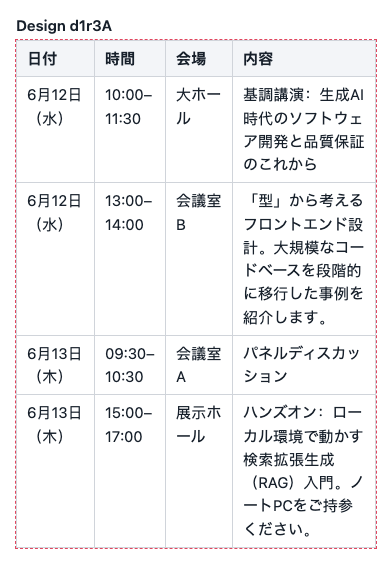 Design d1r3A
日付 時間 会場 内容
6月12日
（水）
10:00–
11:30
大ホー
ル
基調講演：生成AI
時代のソフトウェ
ア開発と品質保証
のこれから
6月12日
（水）
13:00–
14:00
会議室
B
「型」から考える
フロントエンド設
計。大規模なコー
ドベースを段階的
に移行した事例を
紹介します。
6月13日
（木）
09:30–
10:30
会議室
A
パネルディスカッ
ション
6月13日
（木）
15:00–
17:00
展示ホ
ール
ハンズオン：ロー
カル環境で動かす
検索拡張生成
（RAG）入門。ノ
ートPCをご持参
ください。